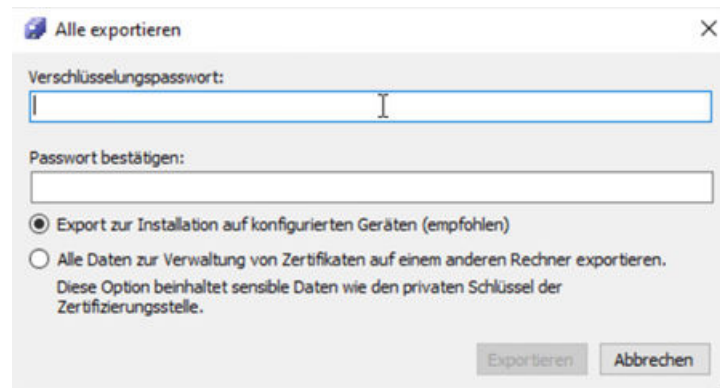 Alle exportieren
Verschlüsselungspasswort:
Passwort bestätigen:
Export zur Installation auf konfigurierten Geräten (empfohlen)
Alle Daten zur Verwaltung von Zertifikaten auf einem anderen Rechner exportieren.
Diese Option beinhaltet sensible Daten wie den privaten Schlüssel der
Zertifizierungsstelle.
Exportieren Abbrechen